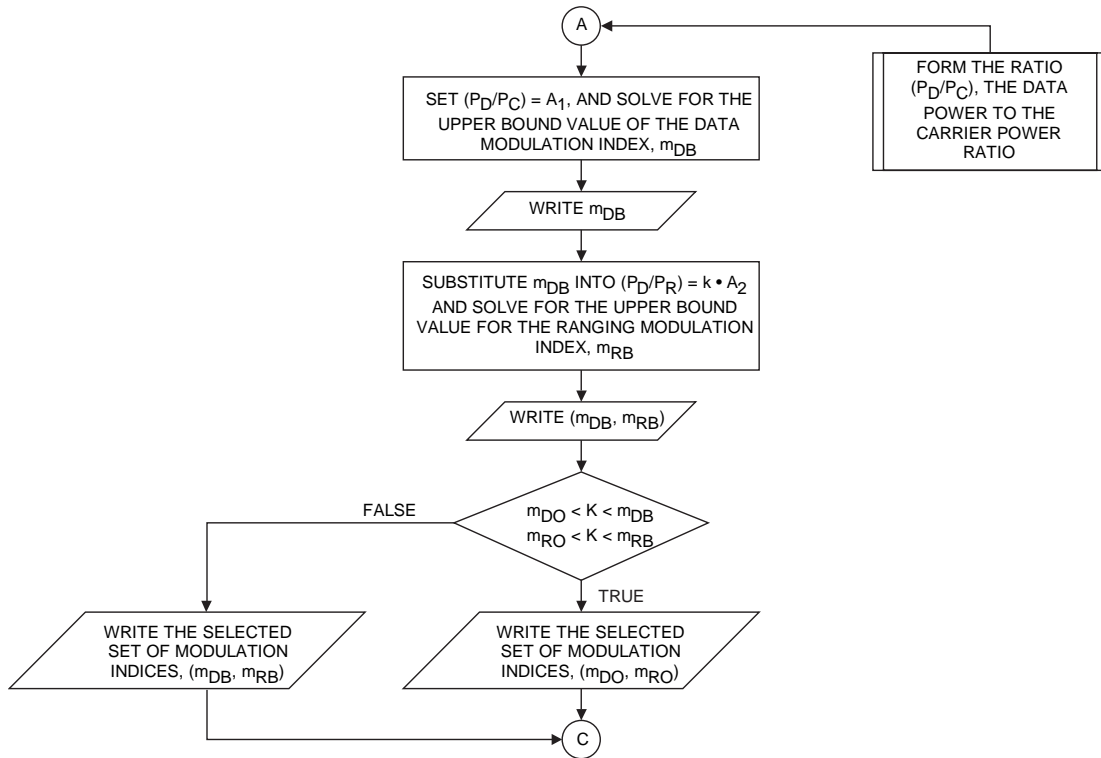 A
FORM THE RATIO
(PD/PC), THE DATA
POWER TO THE
CARRIER POWER
RATIO
SET (PD/PC) = A1, AND SOLVE FOR THE
UPPER BOUND VALUE OF THE DATA
MODULATION INDEX, mDB
WRITE mDB
SUBSTITUTE mDB INTO (PD/PR) = k • A2
AND SOLVE FOR THE UPPER BOUND
VALUE FOR THE RANGING MODULATION
INDEX, mRB
WRITE (mDB, mRB)
FALSE
mDO < K < mDB
mRO < K < mRB
TRUE
WRITE THE SELECTED
SET OF MODULATION
INDICES, (mDB, mRB)
WRITE THE SELECTED
SET OF MODULATION
INDICES, (mDO, mRO)
C